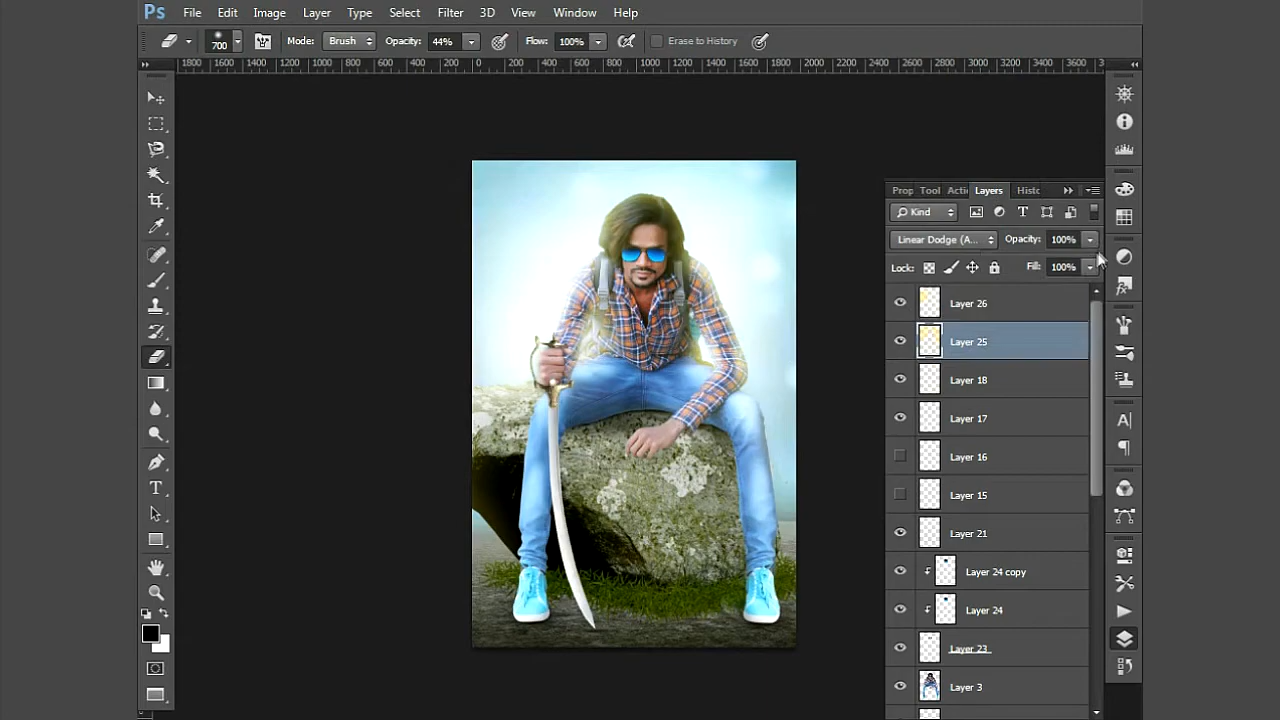 Ps File Edit Image Layer Type Select Filter 3D View Window Help
700 Mode: Brush Opacity: 44% Flow: 100% Erase to History
1800 1600 1400 1200 1000 800 600 400 200 0 200 400 600 800 1000 1200 1400 1600 1800 2000 2200 2400 2600 2800 3000 3200 3400 3600 3
Prop Tool Acti Layers Histc
Kind T
Linear Dodge (A... Opacity: 100%
Lock: Fill: 100%
Layer 26
Layer 25
Layer 18
Layer 17
Layer 16
Layer 15
Layer 21
Layer 24 copy
Layer 24
Layer 23
Layer 3
T
A